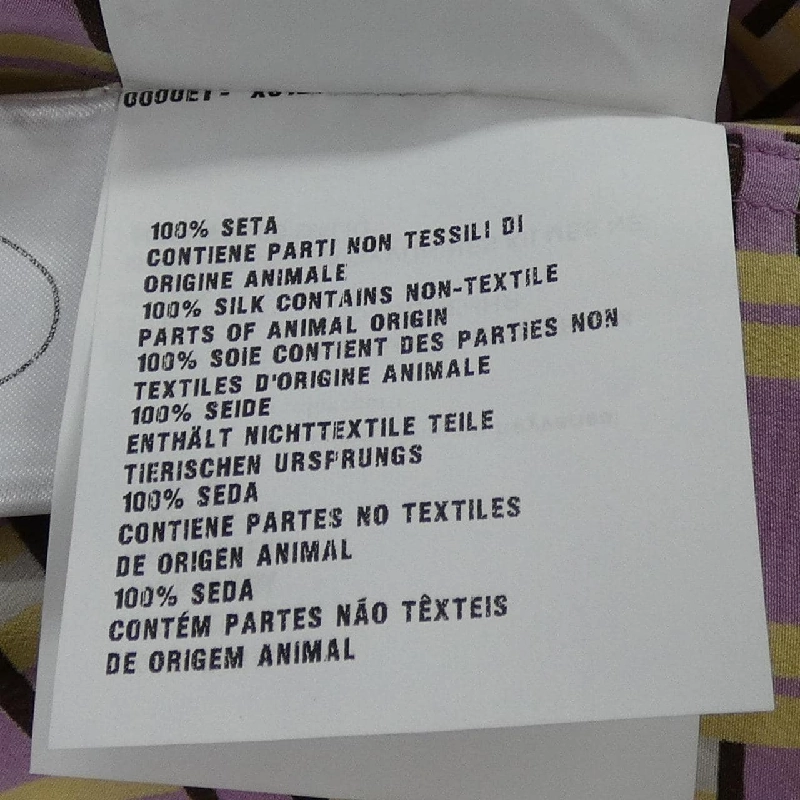 100% SETA
CONTIENE PARTI NON TESSILI DI
ORIGINE ANIMALE
100% SILK CONTAINS NON-TEXTILE
PARTS OF ANIMAL ORIGIN
100% SOIE CONTIENT DES PARTIES NON
TEXTILES D'ORIGINE ANIMALE
100% SEIDE
ENTHÄLT NICHTTEXTILE TEILE
TIERISCHEN URSPRUNGS
100% SEDA
CONTIENE PARTES NO TEXTILES
DE ORIGEN ANIMAL
100% SEDA
CONTÉM PARTES NÃO TÊXTEIS
DE ORIGEM ANIMAL